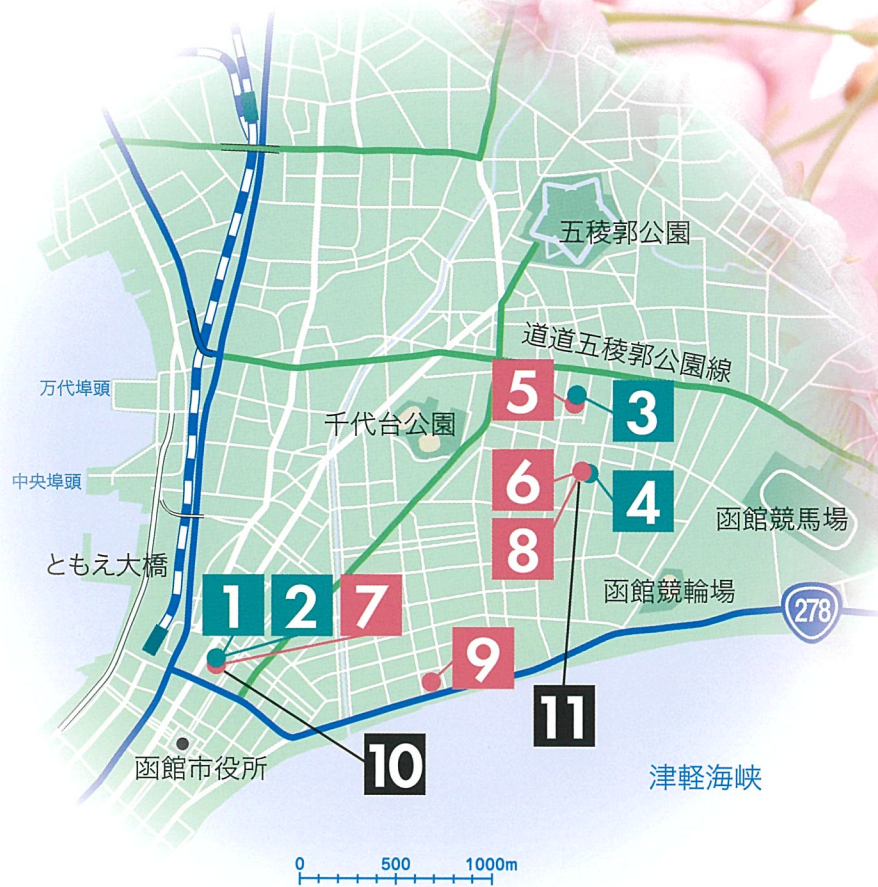 五稜郭公園
道道五稜郭公園線
万代埠頭
5
3
千代台公園
中央埠頭
6
4
函館競馬場
8
ともえ大橋
函館競輪場
278
1
2
7
9
11
10
函館市役所
津軽海峡
0 500 1000m